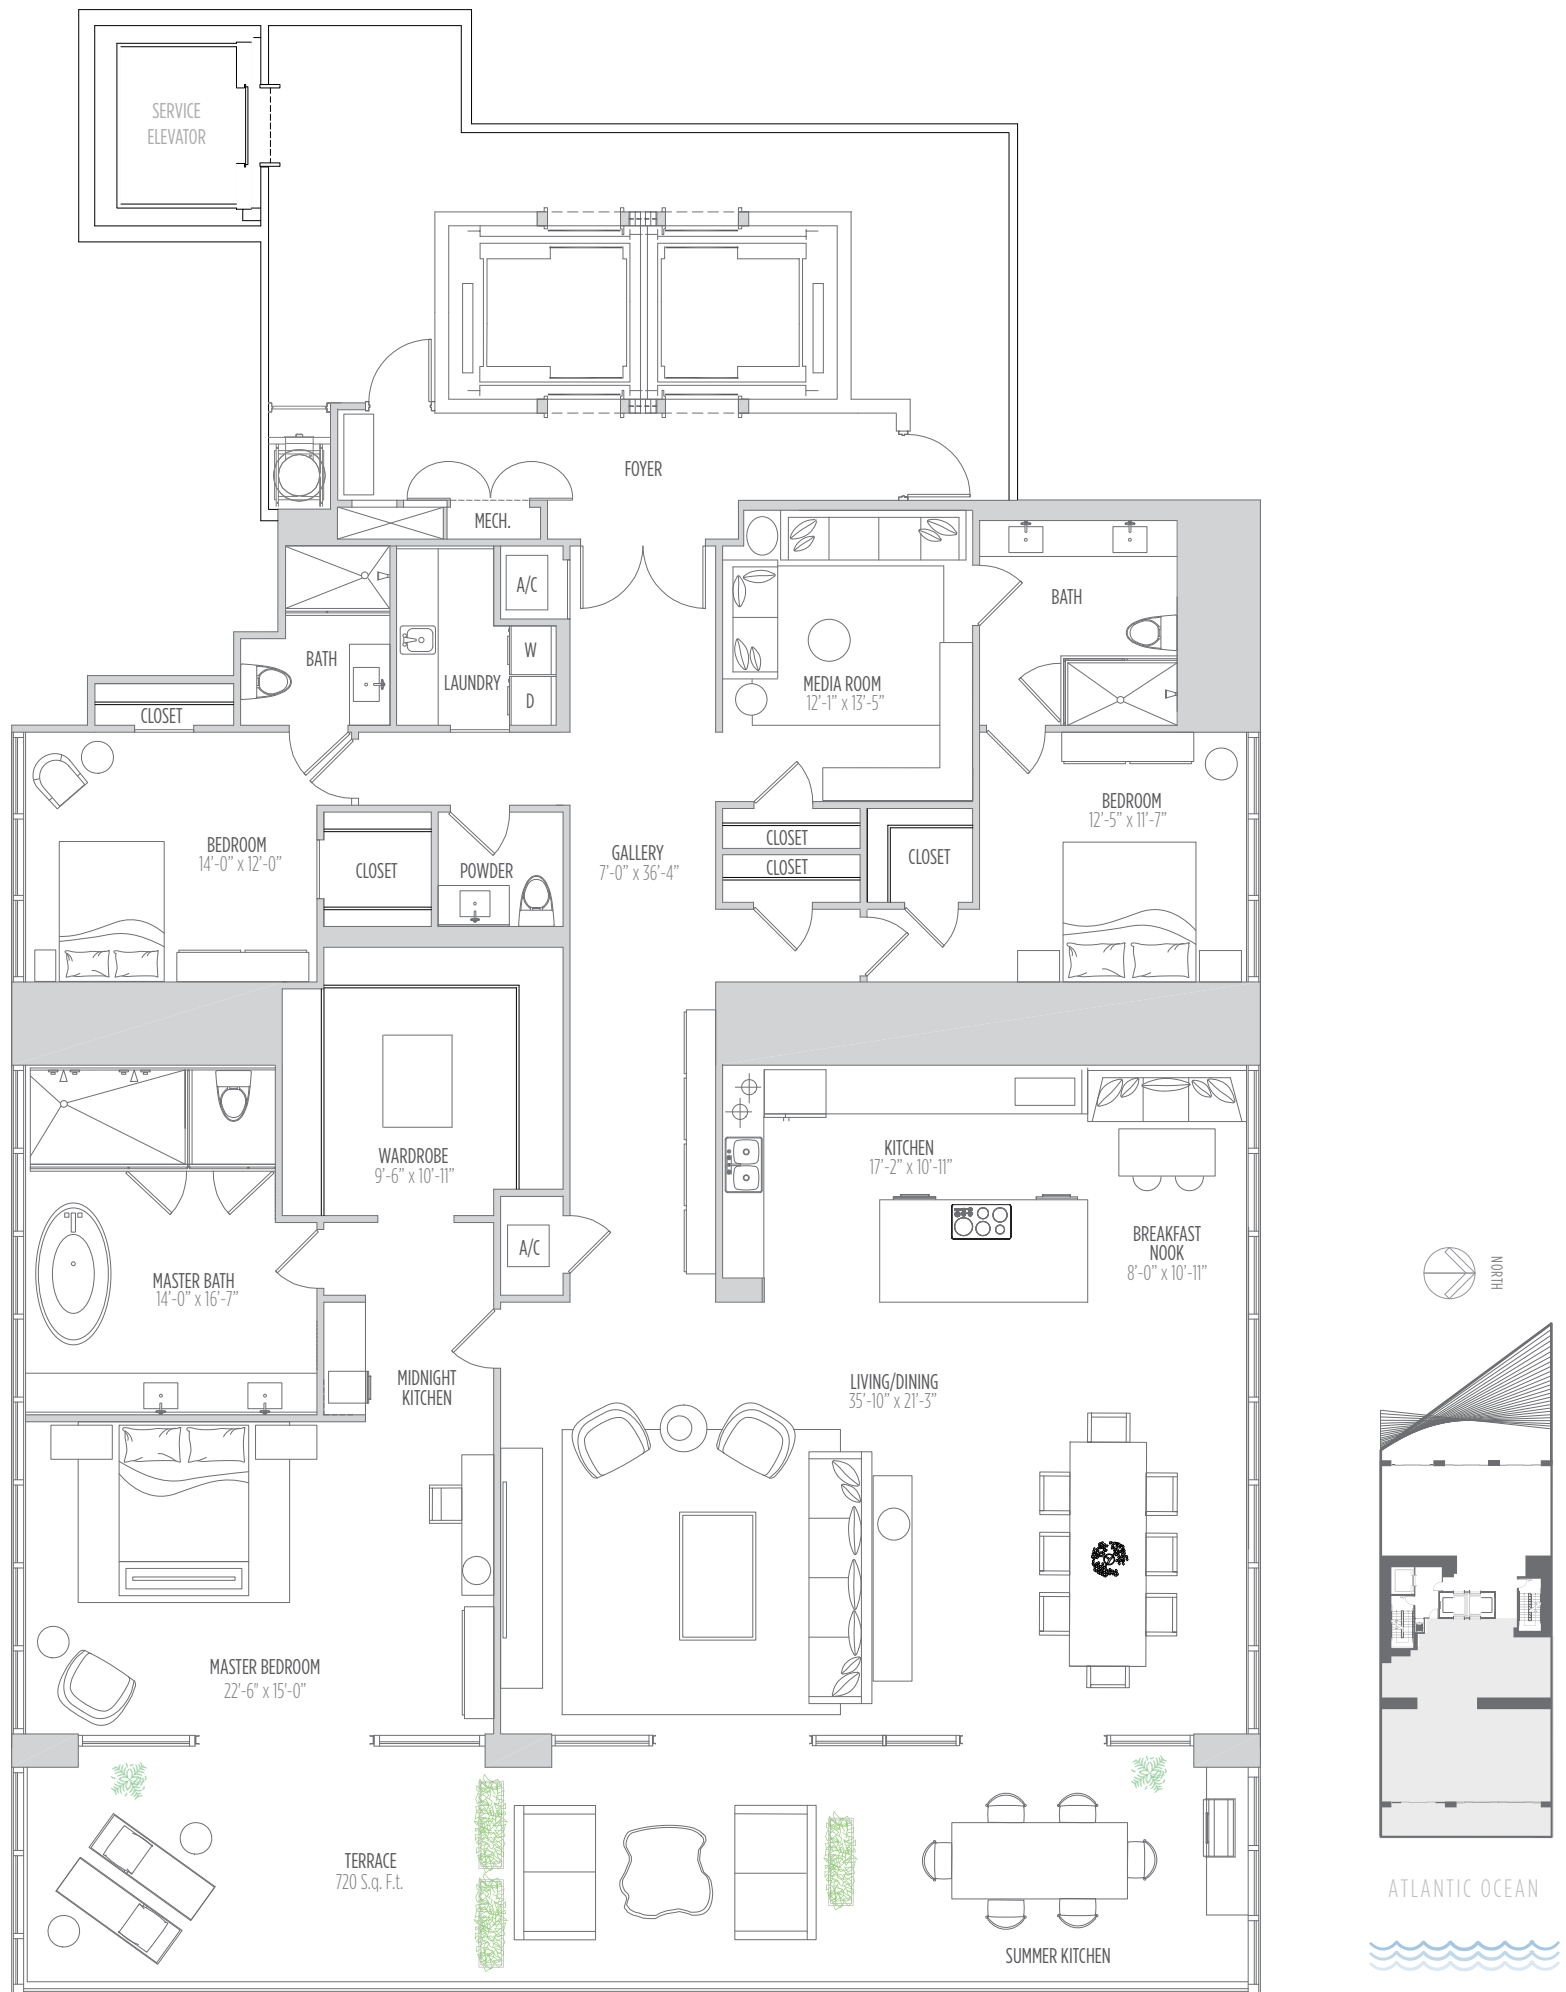 SERVICE
ELEVATOR
FOYER
MECH.
A/C
BATH
BATH
W
LAUNDRY
MEDIA ROOM
12'-1" x 13'-5"
D
CLOSET
BEDROOM
12'-5" x 11'-7"
BEDROOM
14'-0" x 12'-0"
CLOSET
GALLERY
7'-0" x 36'-4"
CLOSET
CLOSET
POWDER
CLOSET
KITCHEN
17'-2" x 10'-11"
WARDROBE
9'-6" x 10'-11"
BREAKFAST
NOOK
8'-0" x 10'-11"
A/C
NORTH
MASTER BATH
14'-0" x 16'-7"
MIDNIGHT
KITCHEN
LIVING/DINING
35'-10" x 21'-3"
MASTER BEDROOM
22'-6" x 15'-0"
TERRACE
720 S.q. F.t.
ATLANTIC OCEAN
SUMMER KITCHEN